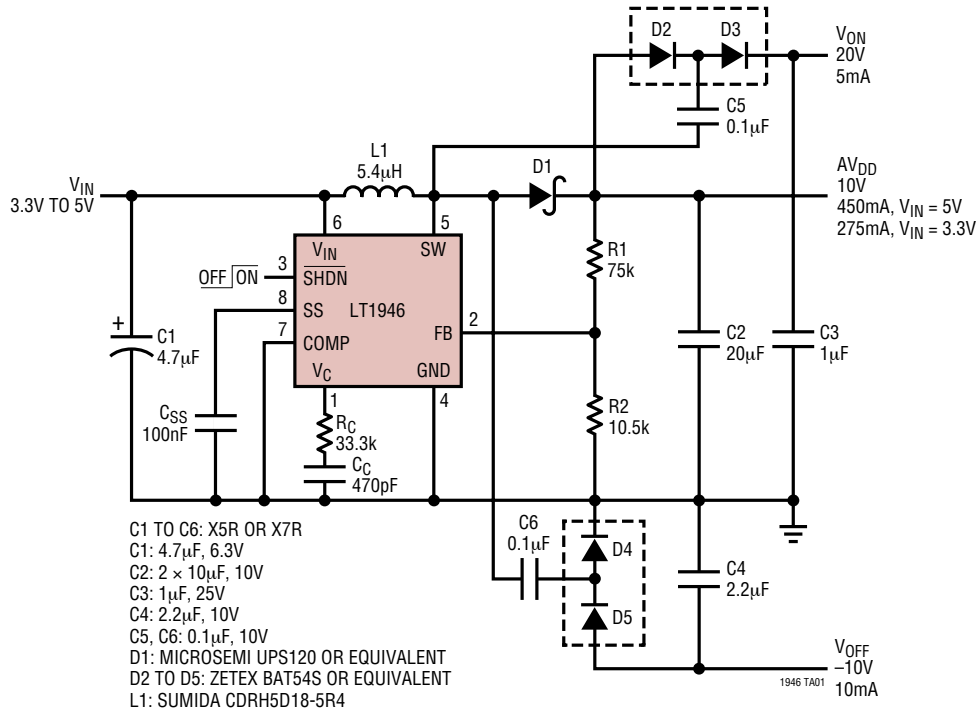 D2
D3
V_ON
20V
5mA
C5
0.1µF
L1
5.4µH
D1
V_IN
3.3V TO 5V
AV_DD
10V
450mA, V_IN = 5V
275mA, V_IN = 3.3V
6
5
V_IN
SW
R1
75k
OFF ON
3
SHDN
8
SS
LT1946
7
COMP
FB
2
V_C
GND
1
4
C1
4.7µF
+
C_SS
100nF
R_C
33.3k
C_C
470pF
R2
10.5k
C2
20µF
C3
1µF
C6
0.1µF
D4
D5
C4
2.2µF
V_OFF
–10V
10mA
1946 TA01
C1 TO C6: X5R OR X7R
C1: 4.7µF, 6.3V
C2: 2 × 10µF, 10V
C3: 1µF, 25V
C4: 2.2µF, 10V
C5, C6: 0.1µF, 10V
D1: MICROSEMI UPS120 OR EQUIVALENT
D2 TO D5: ZETEX BAT54S OR EQUIVALENT
L1: SUMIDA CDRH5D18-5R4